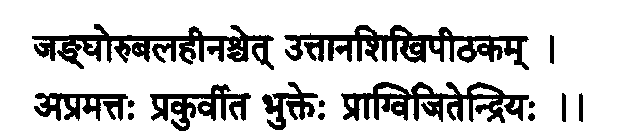 जङ्घोरुबलहीनश्चेत् उत्तानशिखिपीठकम् ।
अप्रमत्तः प्रकुर्वीत भुक्तेः प्राग्विजितेन्द्रियः ।।